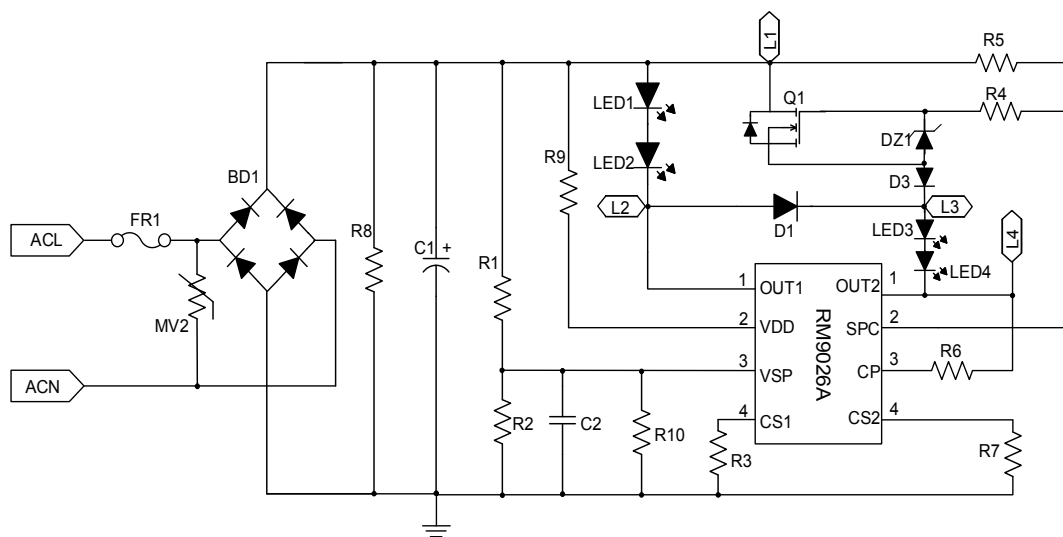 L1
R5
LED1
Q1
R4
DZ1
LED2
R9
BD1
D3
L2
L3
FR1
D1
LED3
L4
ACL
R8
C1 +
R1
LED4
1 OUT1 OUT2 1
MV2
2 VDD SPC 2
RM9026A
R6
3 VSP CP 3
ACN
4 CS1 CS2 4
R2
C2
R10
R3
R7